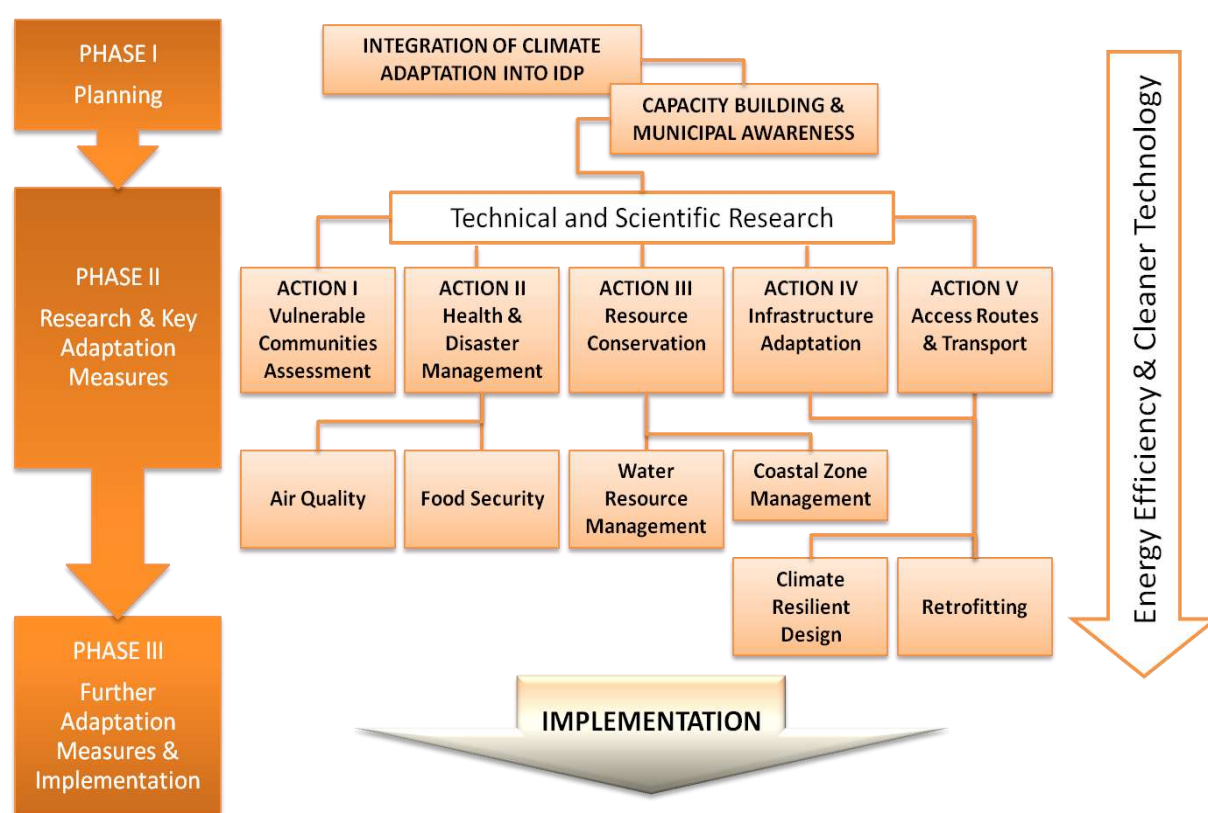 PHASE I
Planning
INTEGRATION OF CLIMATE
ADAPTATION INTO IDP
CAPACITY BUILDING &
MUNICIPAL AWARENESS
PHASE II
Research & Key
Adaptation
Measures
Technical and Scientific Research
ACTION I
Vulnerable
Communities
Assessment
ACTION II
Health &
Disaster
Management
ACTION III
Resource
Conservation
ACTION IV
Infrastructure
Adaptation
ACTION V
Access Routes
& Transport
Air Quality
Food Security
Water
Resource
Management
Coastal Zone
Management
Climate
Resilient
Design
Retrofitting
PHASE III
Further
Adaptation
Measures &
Implementation
IMPLEMENTATION
Energy Efficiency & Cleaner Technology